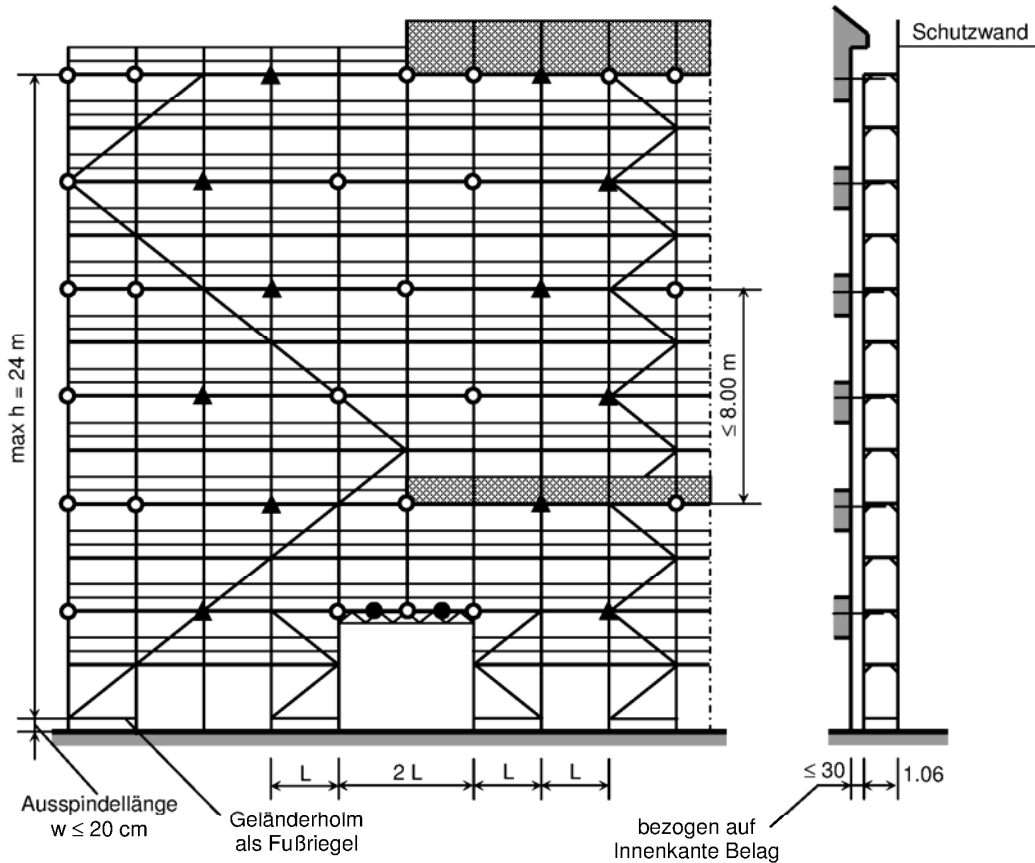 Schutzwand
max h = 24 m
≤ 8.00 m
L
2 L
L
L
≤ 30
1.06
Ausspindellänge
w ≤ 20 cm
Geländerholm
als Fußriegel
bezogen auf
Innenkante Belag